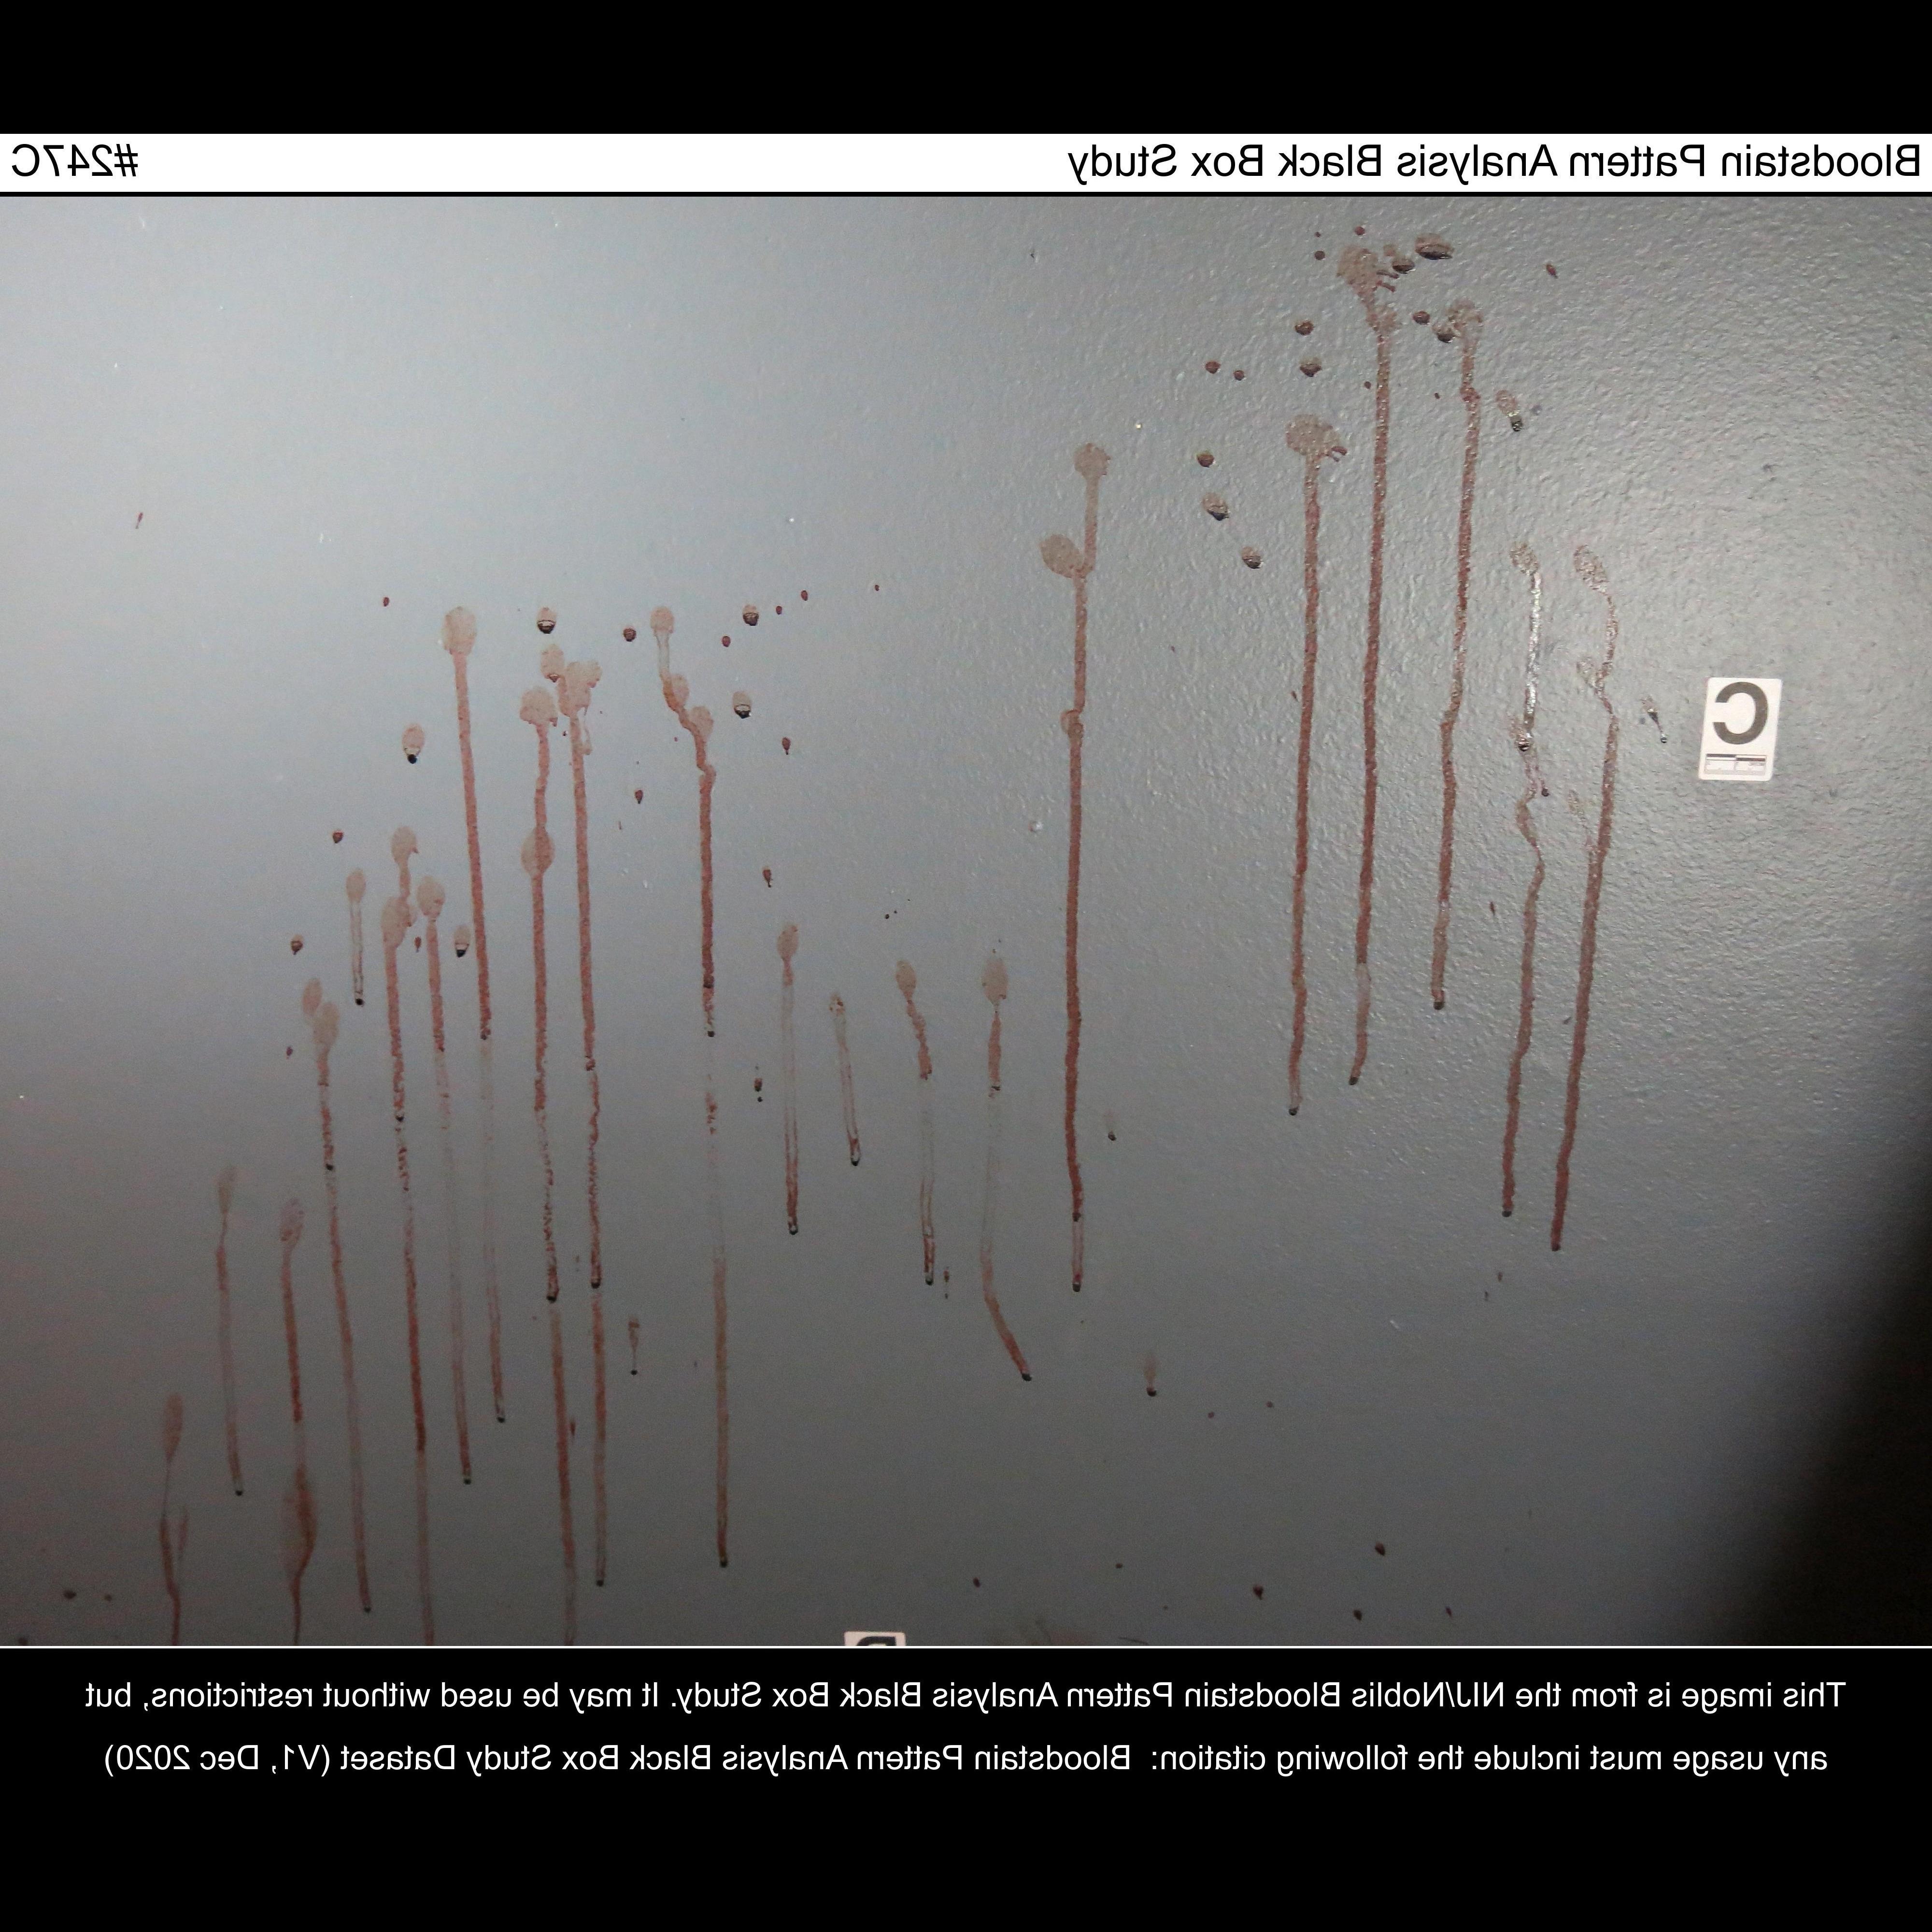 Bloodstain Pattern Analysis Black Box Study #247C
C
This image is from the NIJ/Noblis Bloodstain Pattern Analysis Black Box Study. It may be used without restrictions, but
any usage must include the following citation: Bloodstain Pattern Analysis Black Box Study Dataset (V1, Dec 2020)